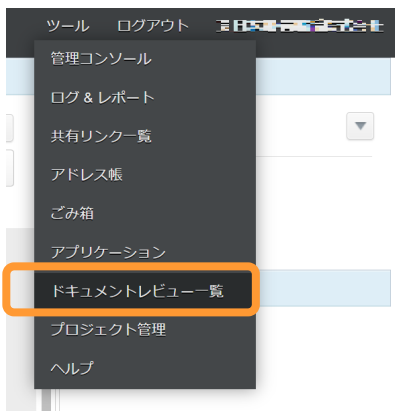 ツール ログアウト
管理コンソール
ログ & レポート
共有リンク一覧
アドレス帳
ごみ箱
アプリケーション
ドキュメントレビュー一覧
プロジェクト管理
ヘルプ